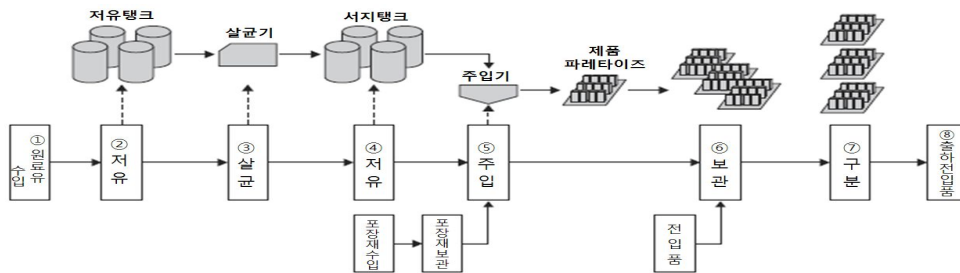 저유탱크
살균기
서지탱크
주입기
제품
파레타이즈
①원료유
수입
②저유
③살균
④저유
⑤주입
⑥보관
⑦구분
⑧출하전입품
포장재수입
포장재보관
전입품